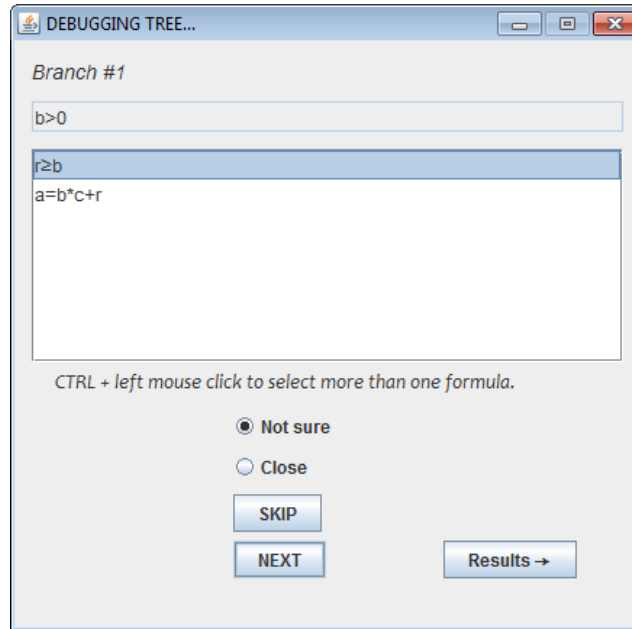 DEBUGGING TREE...
Branch #1
b>0
r≥b
a=b*c+r
CTRL + left mouse click to select more than one formula.
Not sure
Close
SKIP
NEXT
Results →